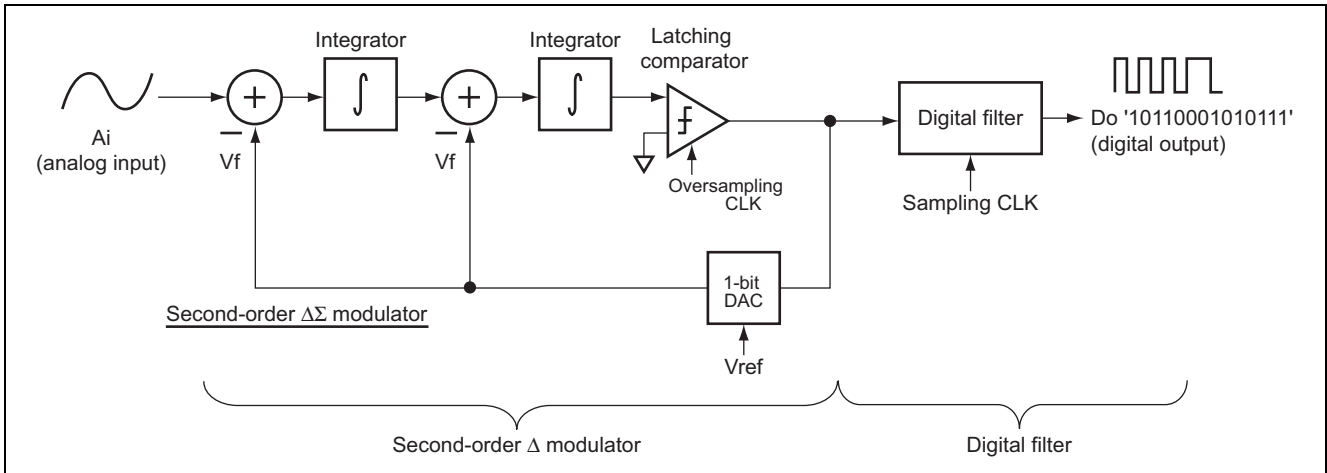 Integrator
Integrator
Latching
comparator
Ai
(analog input)
+
−
Vf
∫
+
−
Vf
∫
Oversampling
CLK
Digital filter
Sampling CLK
Do '10110001010111'
(digital output)
1-bit
DAC
Vref
Second-order ΔΣ modulator
Second-order Δ modulator
Digital filter